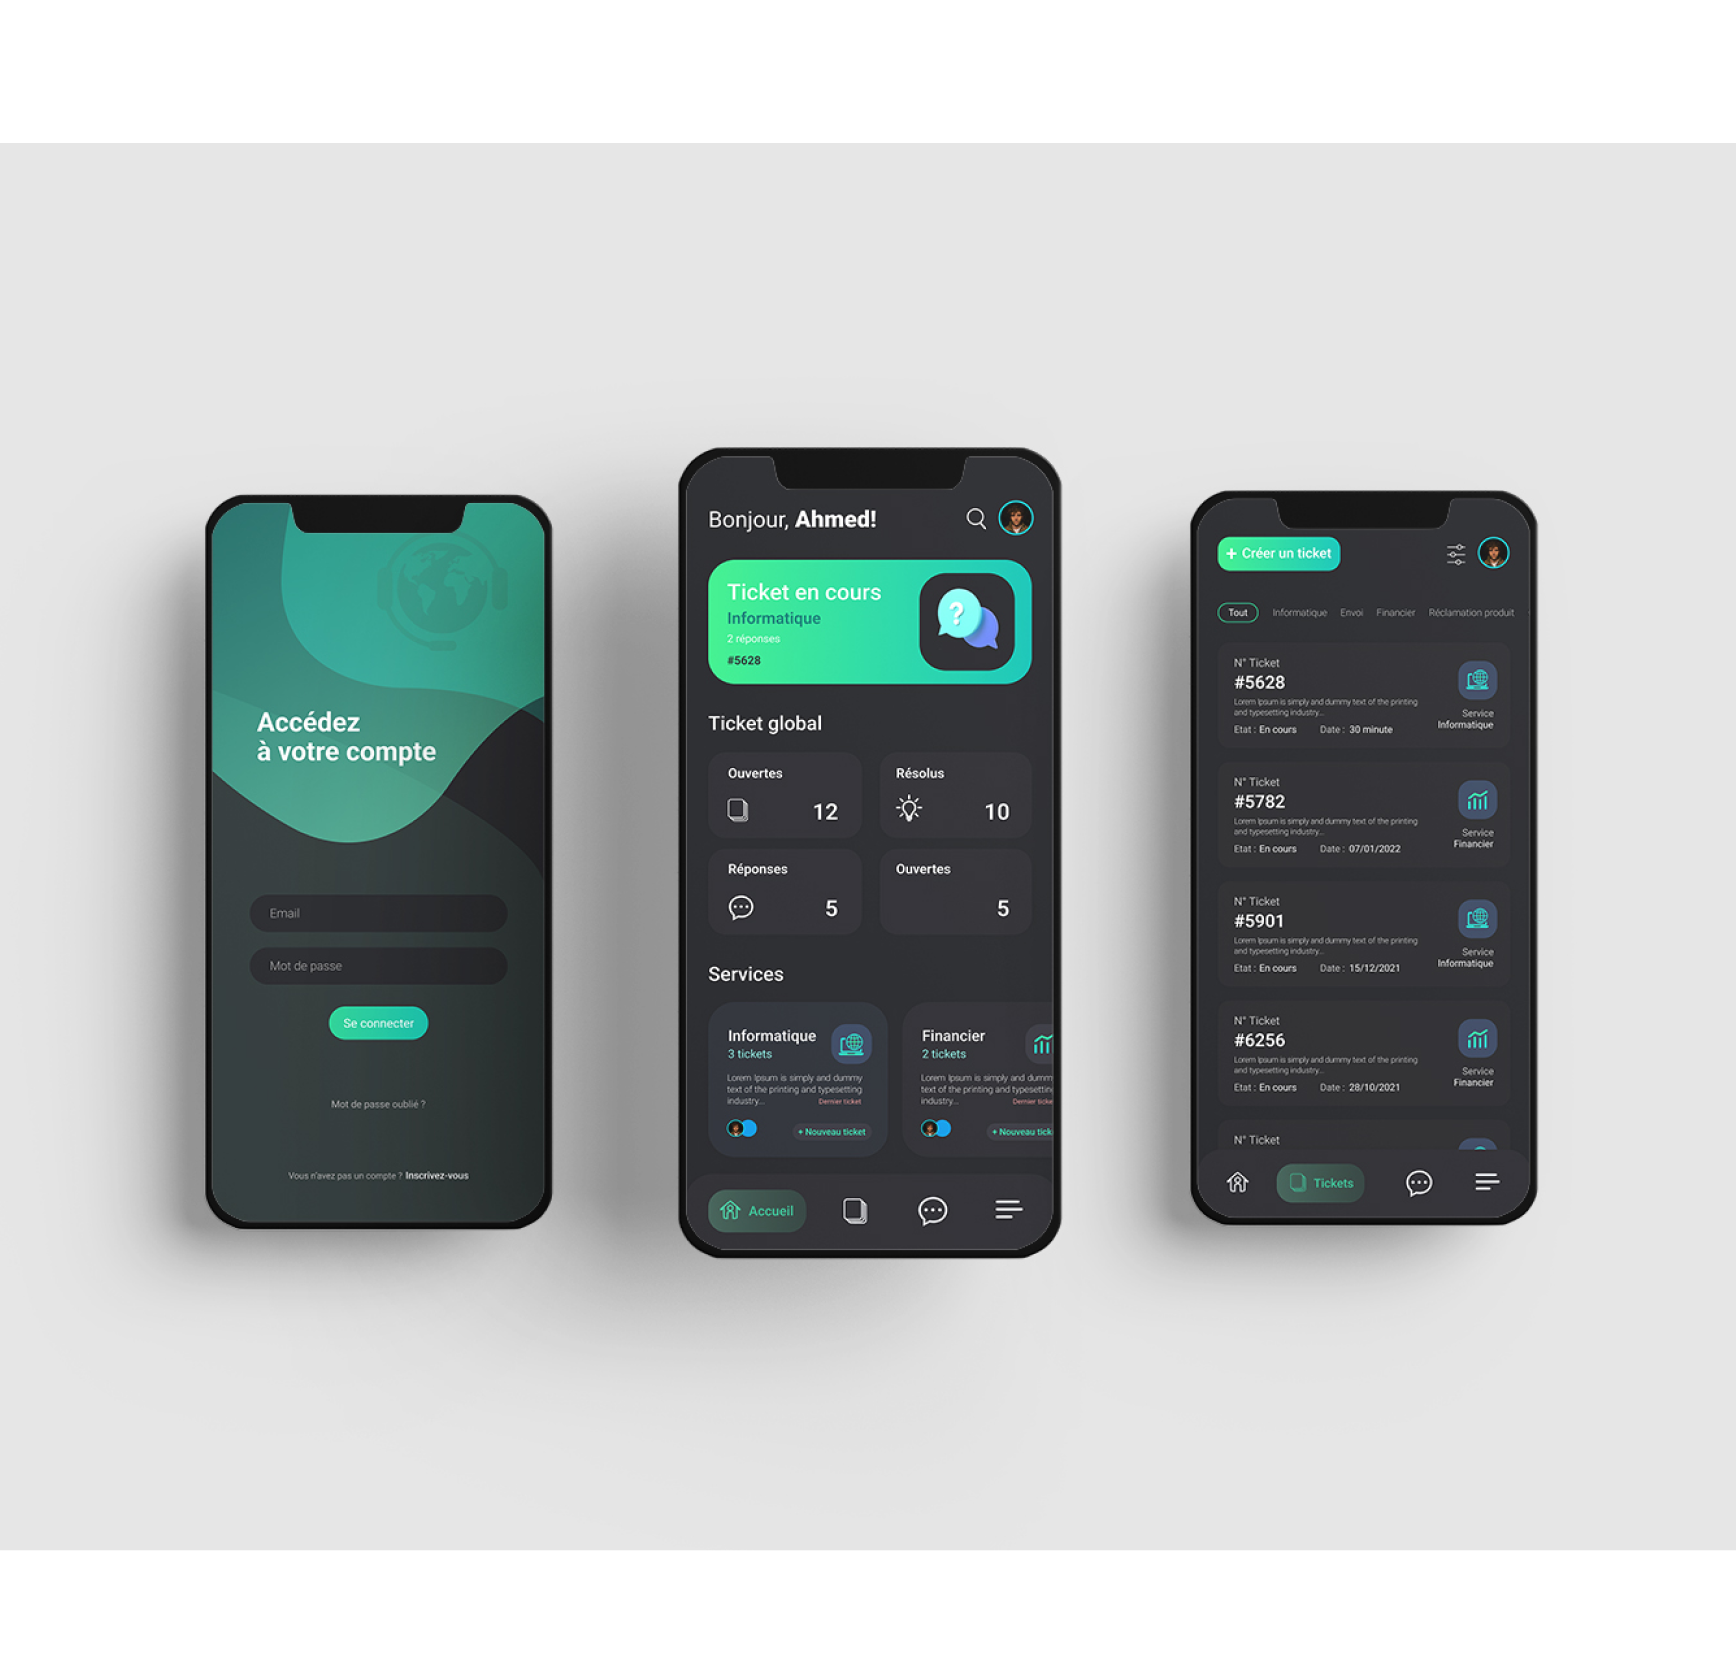 Accédez
à votre compte
Email
Mot de passe
Se connecter
Mot de passe oublié ?
Vous n'avez pas un compte ? Inscrivez-vous
Bonjour, Ahmed!
Ticket en cours
Informatique
2 réponses
#5628
?
Ticket global
Ouvertes
12
Résolus
10
Réponses
5
Ouvertes
5
Services
Informatique
3 tickets
Lorem Ipsum is simply and dummy
text of the printing and typesetting
industry...
Dernier ticket
+ Nouveau ticket
Financier
2 tickets
Lorem Ipsum is simply and dumm
text of the printing and typesetting
industry...
Dernier ticke
+ Nouveau tick
Accueil
+ Créer un ticket
Tout Informatique Envoi Financier Réclamation produit
N° Ticket
#5628
Lorem Ipsum is simply and dummy text of the printing
and typesetting industry...
Etat : En cours Date : 30 minute
Service
Informatique
N° Ticket
#5782
Lorem Ipsum is simply and dummy text of the printing
and typesetting industry...
Etat : En cours Date : 07/01/2022
Service
Financier
N° Ticket
#5901
Lorem Ipsum is simply and dummy text of the printing
and typesetting industry...
Etat : En cours Date : 15/12/2021
Service
Informatique
N° Ticket
#6256
Lorem Ipsum is simply and dummy text of the printing
and typesetting industry...
Etat : En cours Date : 28/10/2021
Service
Financier
N° Ticket
Tickets